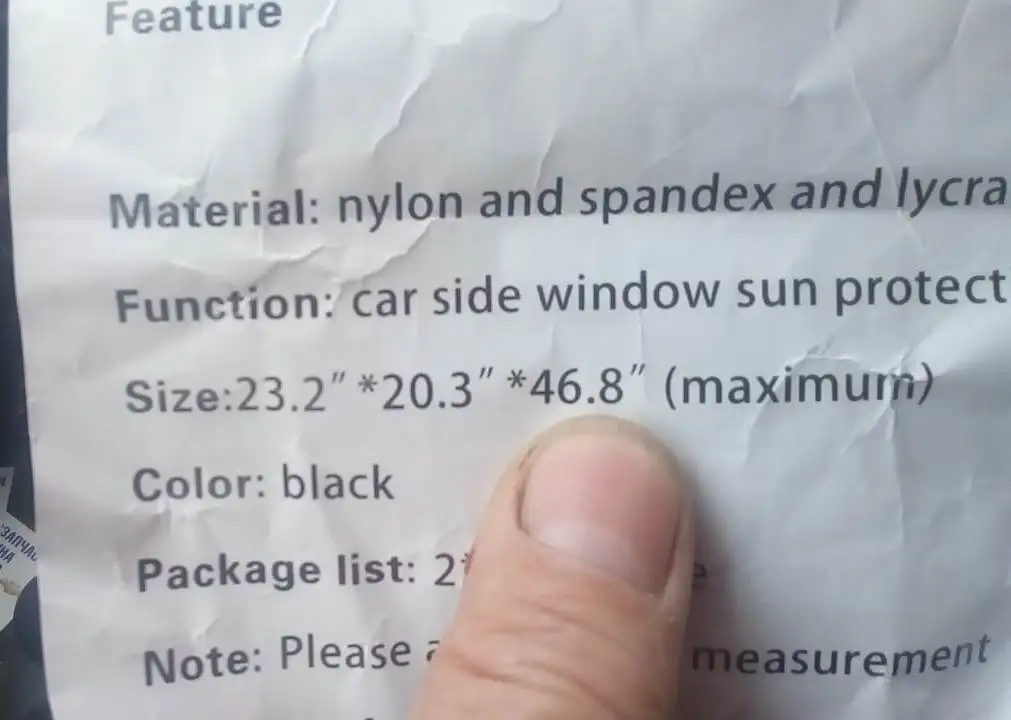 Feature
Material: nylon and spandex and lycra
Function: car side window sun protect
Size:23.2" *20.3" *46.8" (maximum)
Color: black
Package list: 2*
Note: Please measurement